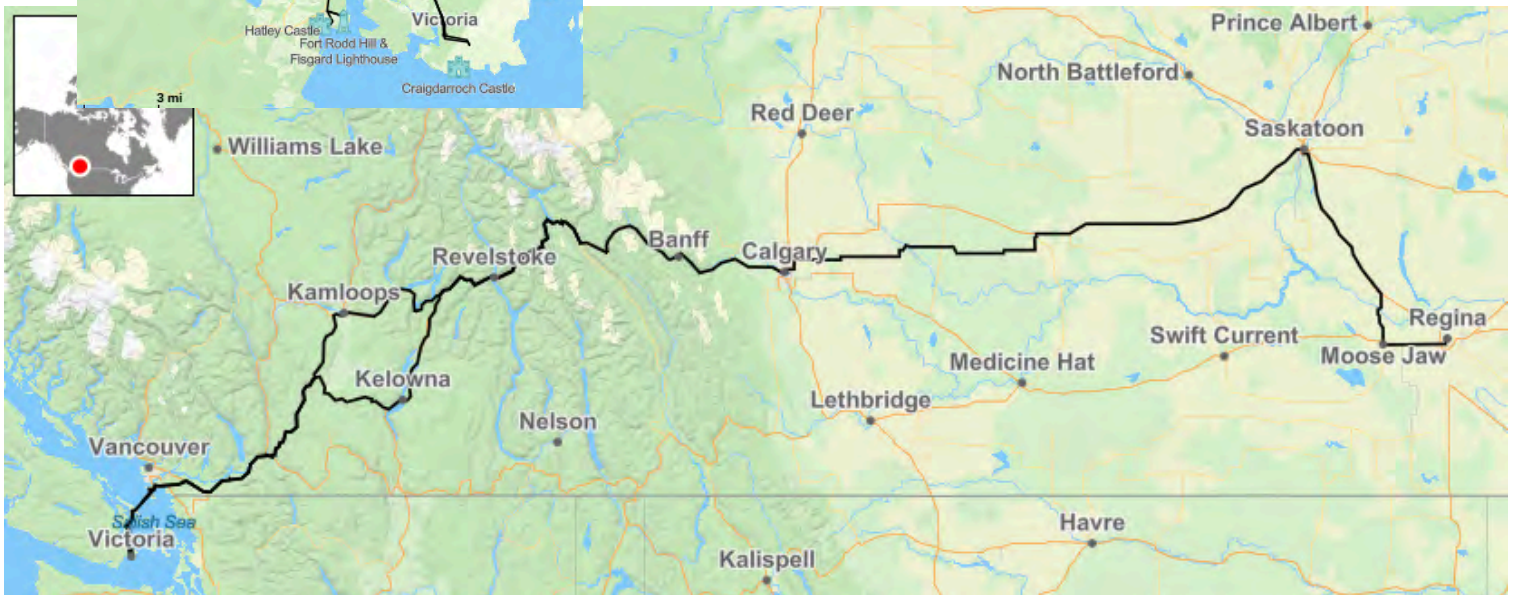 Victoria
Hatley Castle
Fort Rodd Hill &
Fisgard Lighthouse
Craigdarroch Castle
3 mi
Prince Albert
North Battleford
Red Deer
Saskatoon
Williams Lake
Banff
Calgary
Revelstoke
Kamloops
Regina
Swift Current
Moose Jaw
Medicine Hat
Kelowna
Lethbridge
Nelson
Vancouver
Salish Sea
Victoria
Havre
Kalispell